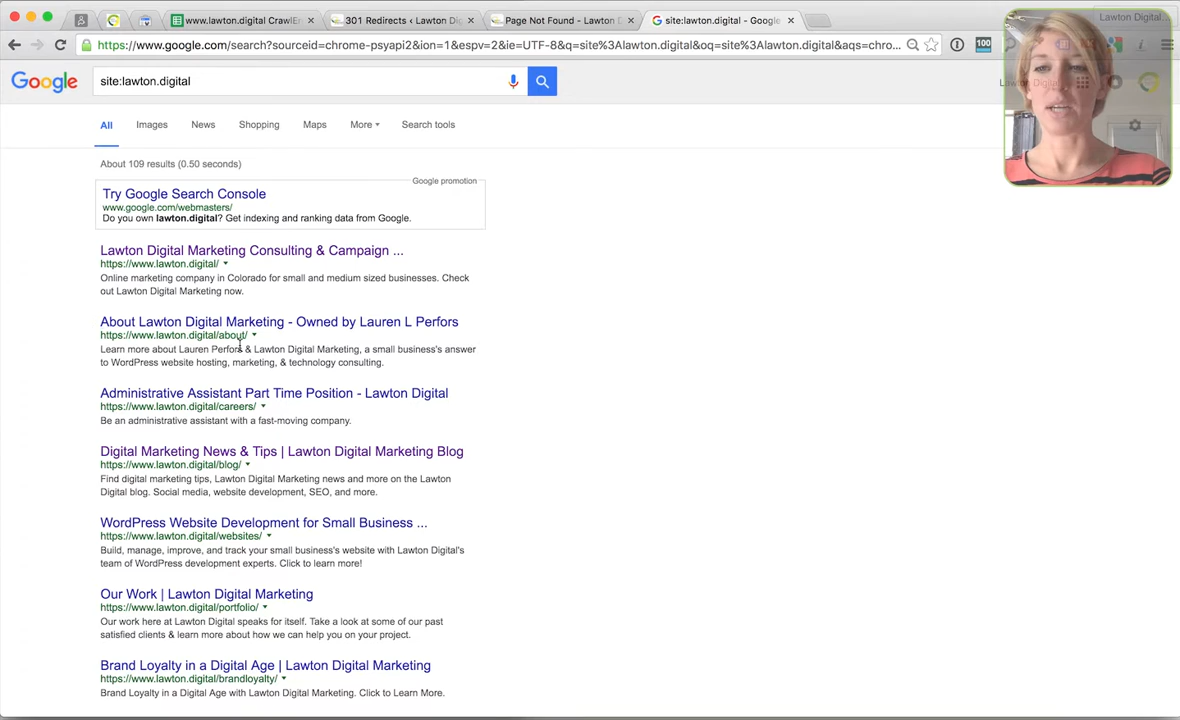 www.lawton.digital CrawlEr
301 Redirects ‹ Lawton Dig
Page Not Found - Lawton D
site:lawton.digital - Google
Lawton Digital...
https://www.google.com/search?sourceid=chrome-psyapi2&ion=1&espv=2&ie=UTF-8&q=site%3Alawton.digital&oq=site%3Alawton.digital&aqs=chro...
100
Google
site:lawton.digital
Lawton Digital
All
Images
News
Shopping
Maps
More
Search tools
About 109 results (0.50 seconds)
Google promotion
Try Google Search Console
www.google.com/webmasters/
Do you own lawton.digital? Get indexing and ranking data from Google.
Lawton Digital Marketing Consulting & Campaign ...
https://www.lawton.digital/
Online marketing company in Colorado for small and medium sized businesses. Check
out Lawton Digital Marketing now.
About Lawton Digital Marketing - Owned by Lauren L Perfors
https://www.lawton.digital/about/
Learn more about Lauren Perfors & Lawton Digital Marketing, a small business's answer
to WordPress website hosting, marketing, & technology consulting.
Administrative Assistant Part Time Position - Lawton Digital
https://www.lawton.digital/careers/
Be an administrative assistant with a fast-moving company.
Digital Marketing News & Tips | Lawton Digital Marketing Blog
https://www.lawton.digital/blog/
Find digital marketing tips, Lawton Digital Marketing news and more on the Lawton
Digital blog. Social media, website development, SEO, and more.
WordPress Website Development for Small Business ...
https://www.lawton.digital/websites/
Build, manage, improve, and track your small business's website with Lawton Digital's
team of WordPress development experts. Click to learn more!
Our Work | Lawton Digital Marketing
https://www.lawton.digital/portfolio/
Our work here at Lawton Digital speaks for itself. Take a look at some of our past
satisfied clients & learn more about how we can help you on your project.
Brand Loyalty in a Digital Age | Lawton Digital Marketing
https://www.lawton.digital/brandloyalty/
Brand Loyalty in a Digital Age with Lawton Digital Marketing. Click to Learn More.